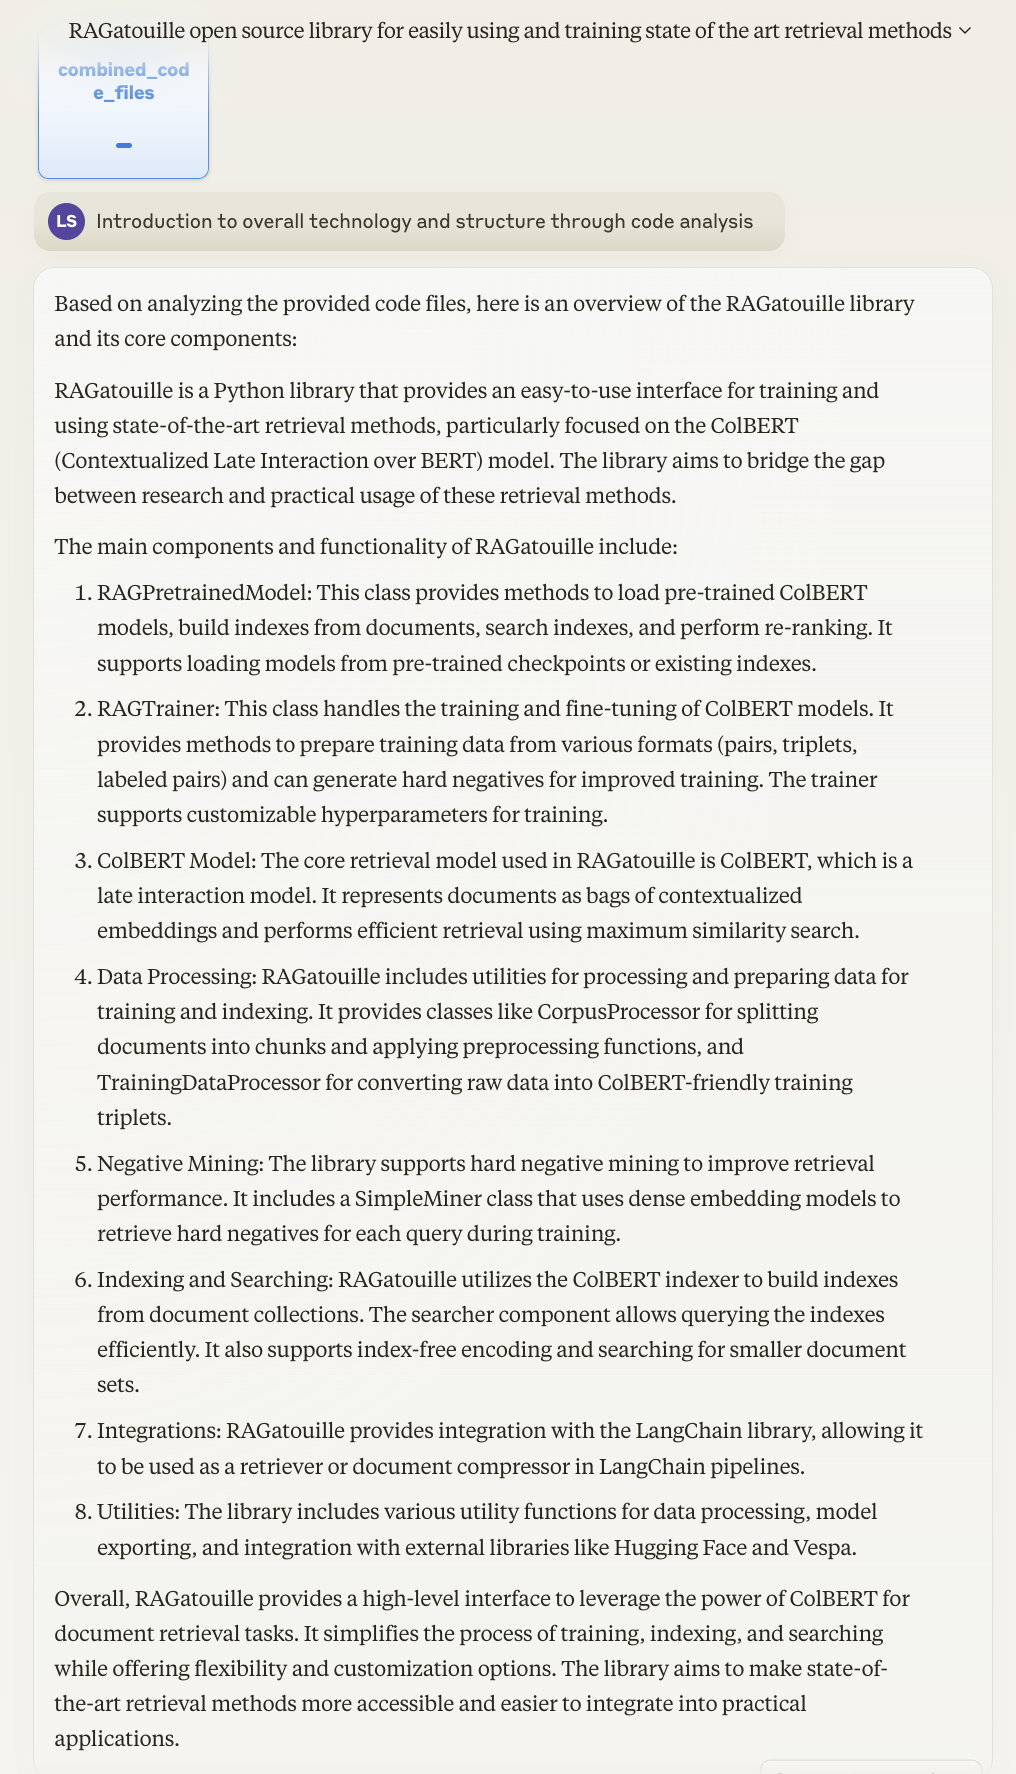 RAGatouille open source library for easily using and training state of the art retrieval methods
combined_cod
e_files
LS Introduction to overall technology and structure through code analysis
Based on analyzing the provided code files, here is an overview of the RAGatouille library
and its core components:
RAGatouille is a Python library that provides an easy-to-use interface for training and
using state-of-the-art retrieval methods, particularly focused on the ColBERT
(Contextualized Late Interaction over BERT) model. The library aims to bridge the gap
between research and practical usage of these retrieval methods.
The main components and functionality of RAGatouille include:
1. RAGPretrainedModel: This class provides methods to load pre-trained ColBERT
models, build indexes from documents, search indexes, and perform re-ranking. It
supports loading models from pre-trained checkpoints or existing indexes.
2. RAGTrainer: This class handles the training and fine-tuning of ColBERT models. It
provides methods to prepare training data from various formats (pairs, triplets,
labeled pairs) and can generate hard negatives for improved training. The trainer
supports customizable hyperparameters for training.
3. ColBERT Model: The core retrieval model used in RAGatouille is ColBERT, which is a
late interaction model. It represents documents as bags of contextualized
embeddings and performs efficient retrieval using maximum similarity search.
4. Data Processing: RAGatouille includes utilities for processing and preparing data for
training and indexing. It provides classes like CorpusProcessor for splitting
documents into chunks and applying preprocessing functions, and
TrainingDataProcessor for converting raw data into ColBERT-friendly training
triplets.
5. Negative Mining: The library supports hard negative mining to improve retrieval
performance. It includes a SimpleMiner class that uses dense embedding models to
retrieve hard negatives for each query during training.
6. Indexing and Searching: RAGatouille utilizes the ColBERT indexer to build indexes
from document collections. The searcher component allows querying the indexes
efficiently. It also supports index-free encoding and searching for smaller document
sets.
7. Integrations: RAGatouille provides integration with the LangChain library, allowing it
to be used as a retriever or document compressor in LangChain pipelines.
8. Utilities: The library includes various utility functions for data processing, model
exporting, and integration with external libraries like Hugging Face and Vespa.
Overall, RAGatouille provides a high-level interface to leverage the power of ColBERT for
document retrieval tasks. It simplifies the process of training, indexing, and searching
while offering flexibility and customization options. The library aims to make state-of-
the-art retrieval methods more accessible and easier to integrate into practical
applications.